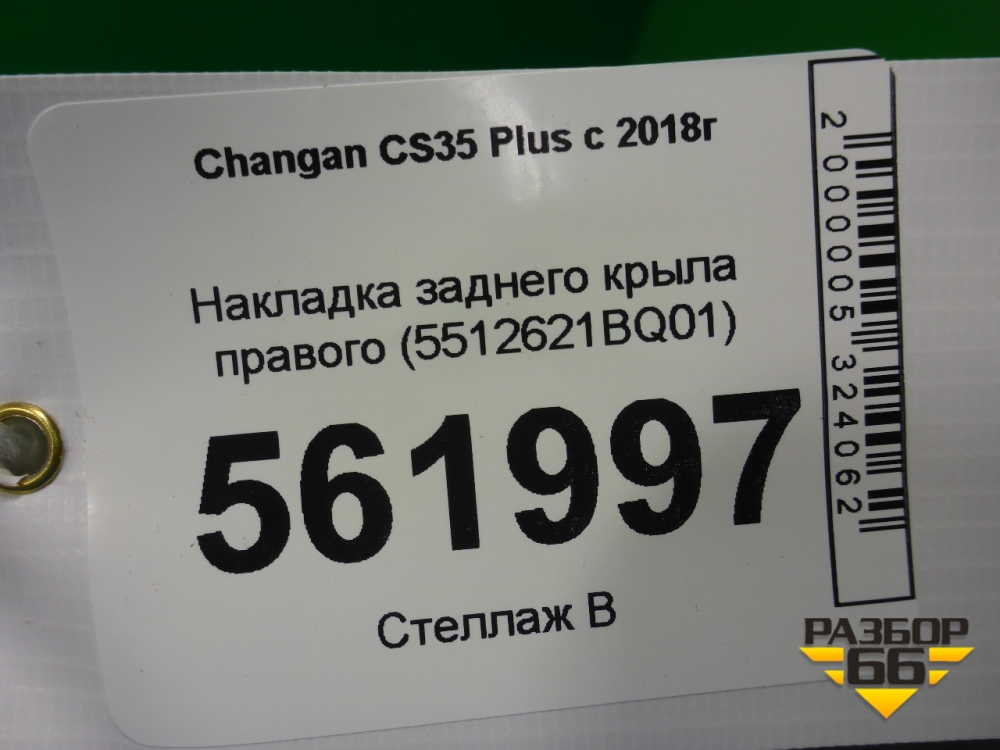 Changan CS35 Plus с 2018г
Накладка заднего крыла
правого (5512621BQ01)
561997
Стеллаж В
2000005324062
РАЗБОР
66